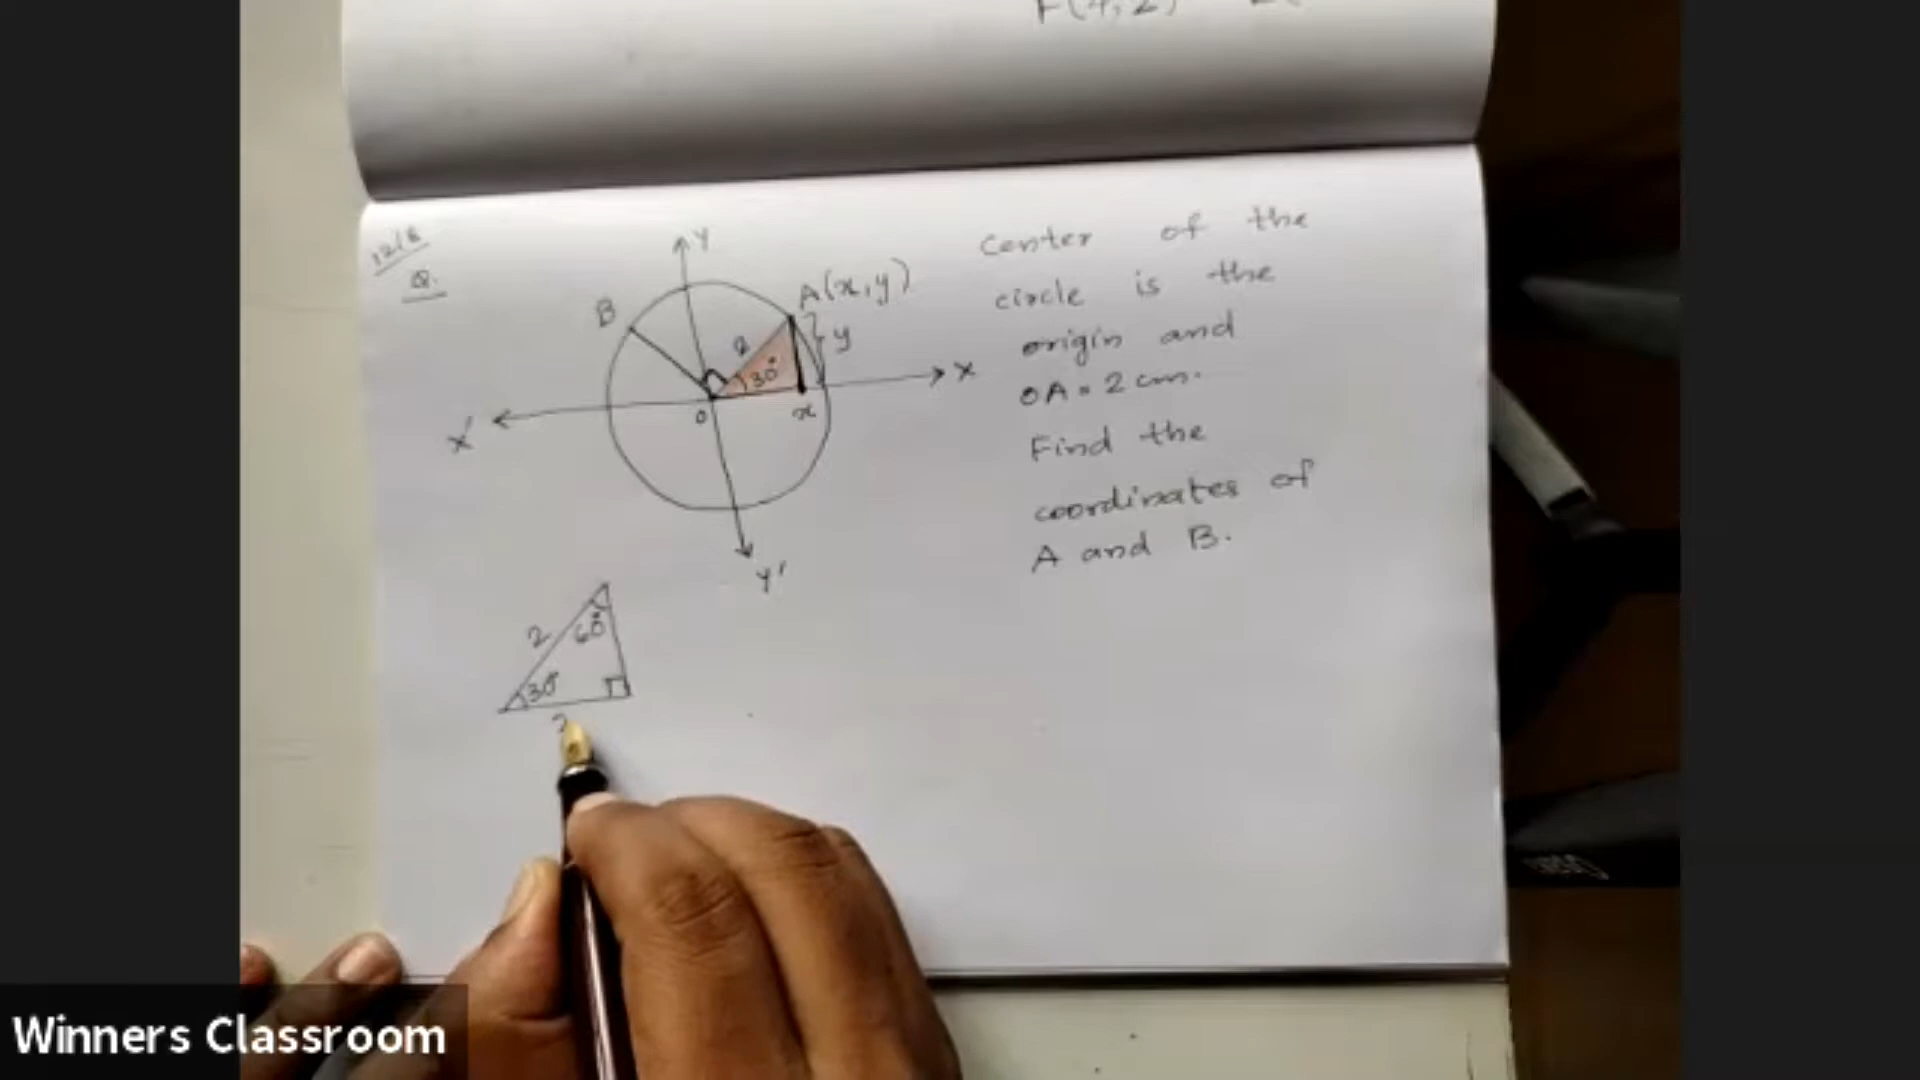 12/8
Q.
Y
B
A(x,y)
2
y
30°
X
O
x
X'
Y'
Center of the
circle is the
origin and
OA = 2 cm.
Find the
coordinates of
A and B.
2
60°
30°
Winners Classroom